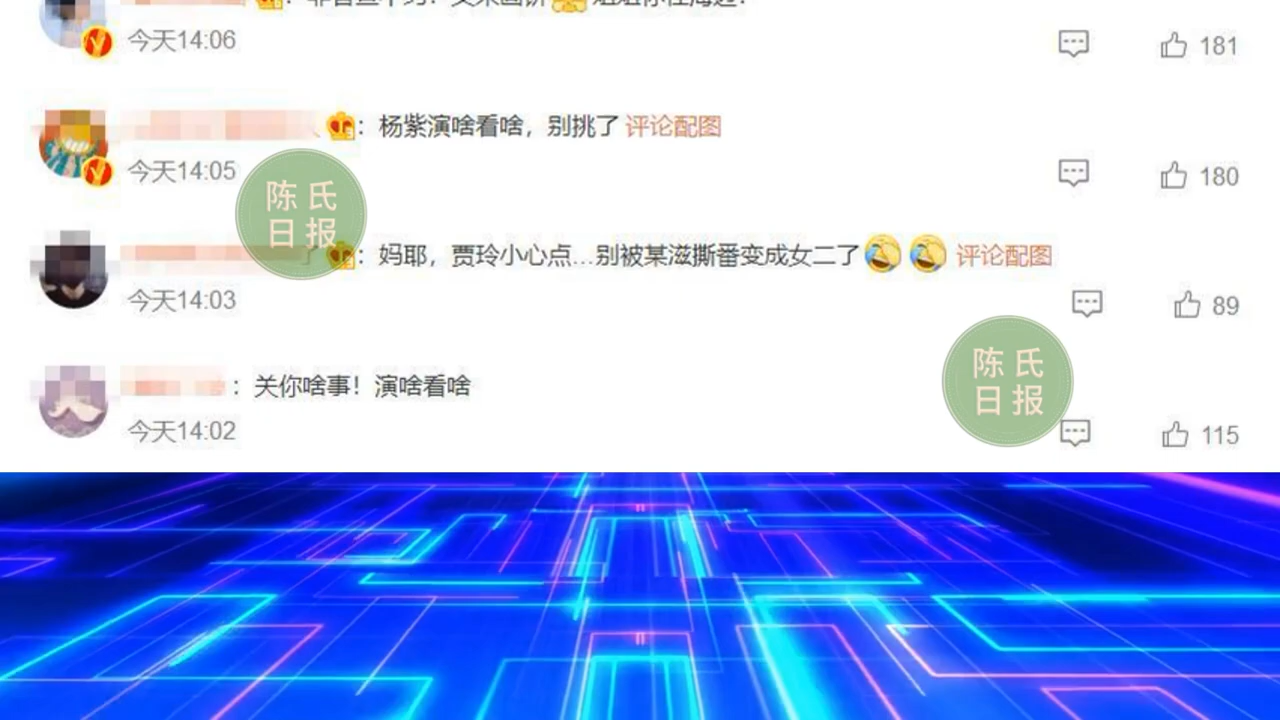 今天14:06
181
：杨紫演啥看啥，别挑了 评论配图
今天14:05
180
陈氏
日报
：妈耶，贾玲小心点...别被某滋撕番变成女二了 评论配图
今天14:03
89
陈氏
日报
：关你啥事！演啥看啥
今天14:02
115